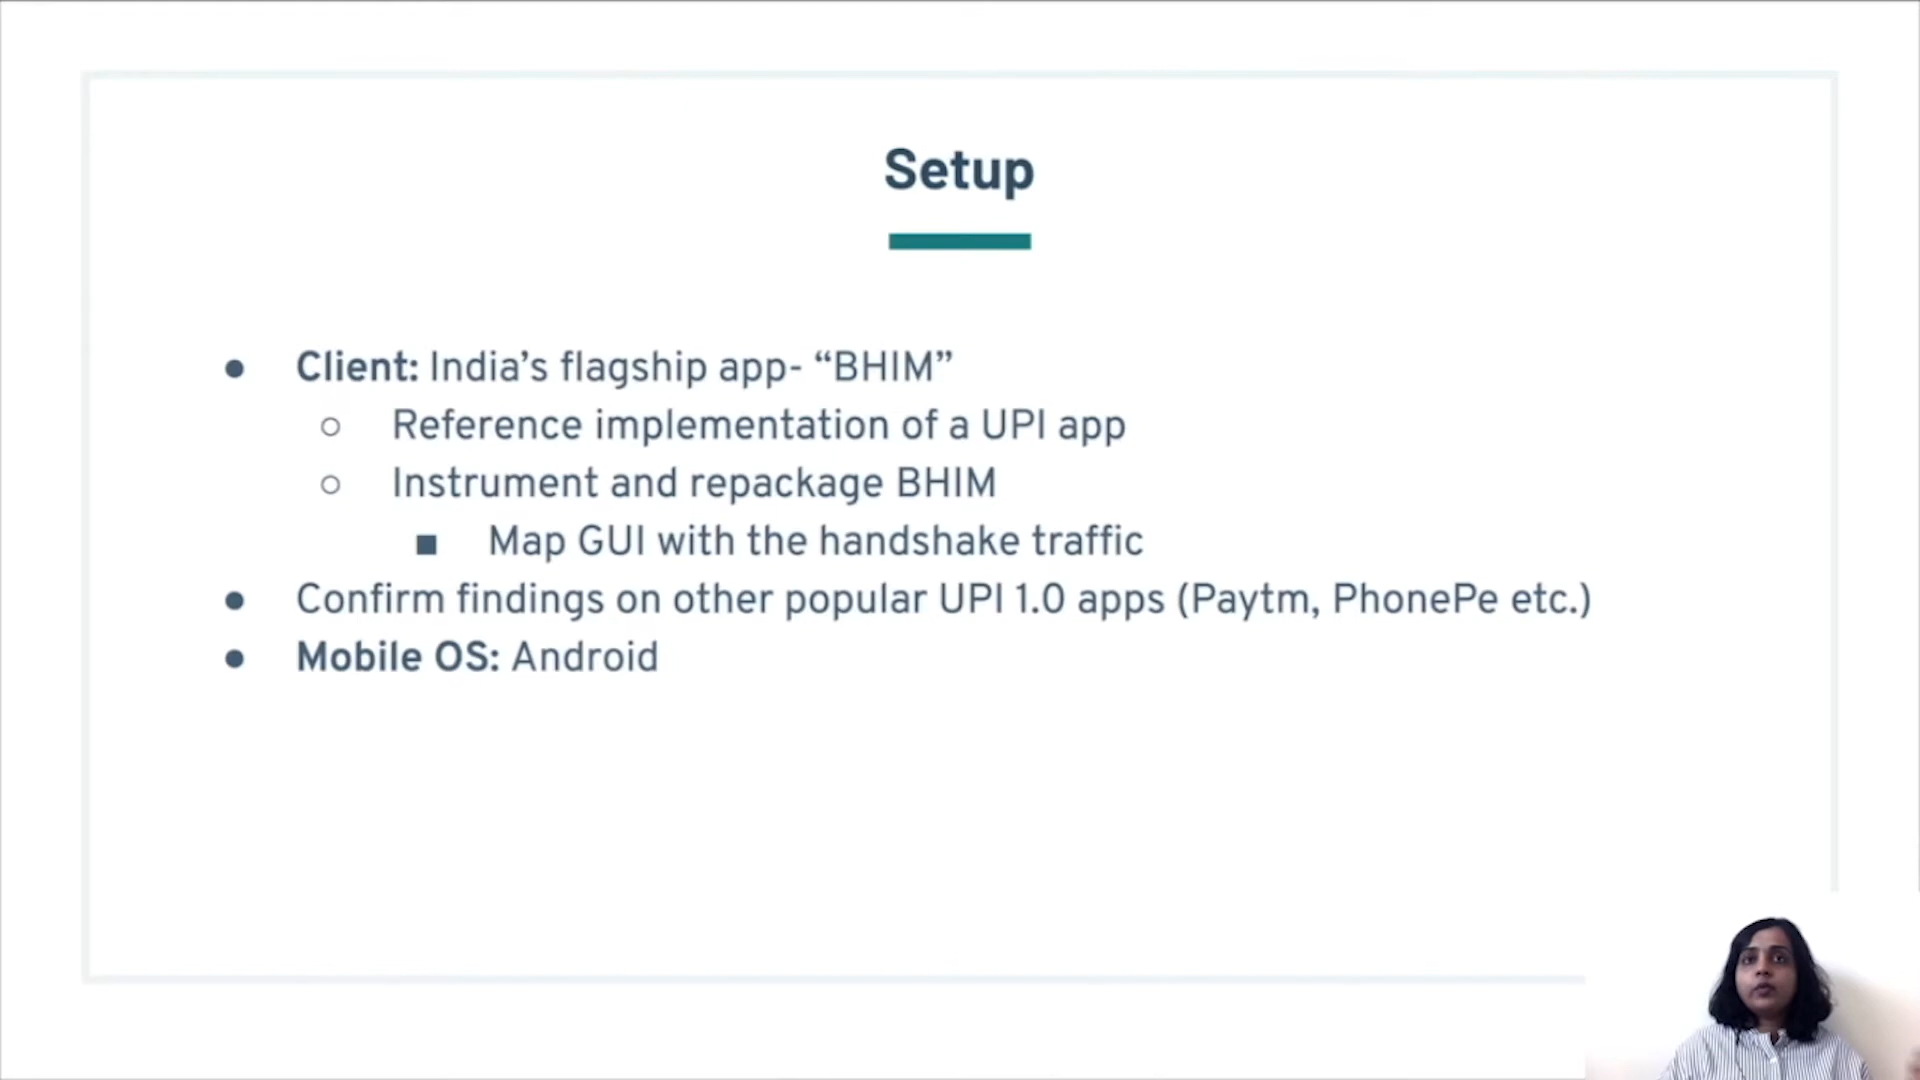 Setup
● Client: India’s flagship app- “BHIM”
○ Reference implementation of a UPI app
○ Instrument and repackage BHIM
■ Map GUI with the handshake traffic
● Confirm findings on other popular UPI 1.0 apps (Paytm, PhonePe etc.)
● Mobile OS: Android